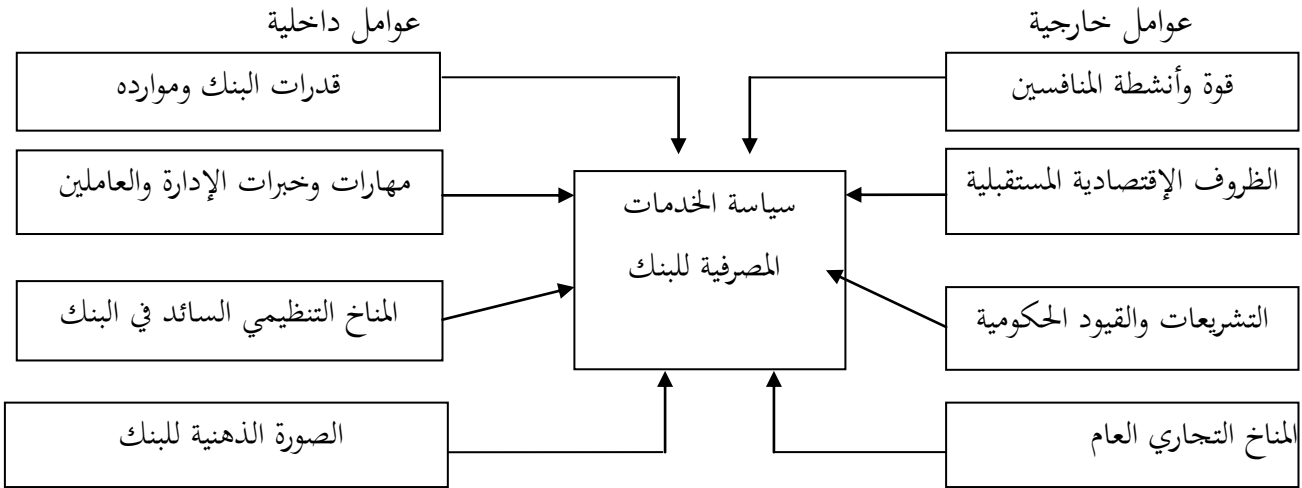 عوامل خارجية
عوامل داخلية
قوة وأنشطة المنافسين
قدرات البنك وموارده
الظروف الإقتصادية المستقبلية
سياسة الخدمات
المصرفية للبنك
مهارات وخبرات الإدارة والعاملين
التشريعات والقيود الحكومية
المناخ التنظيمي السائد في البنك
المناخ التجاري العام
الصورة الذهنية للبنك